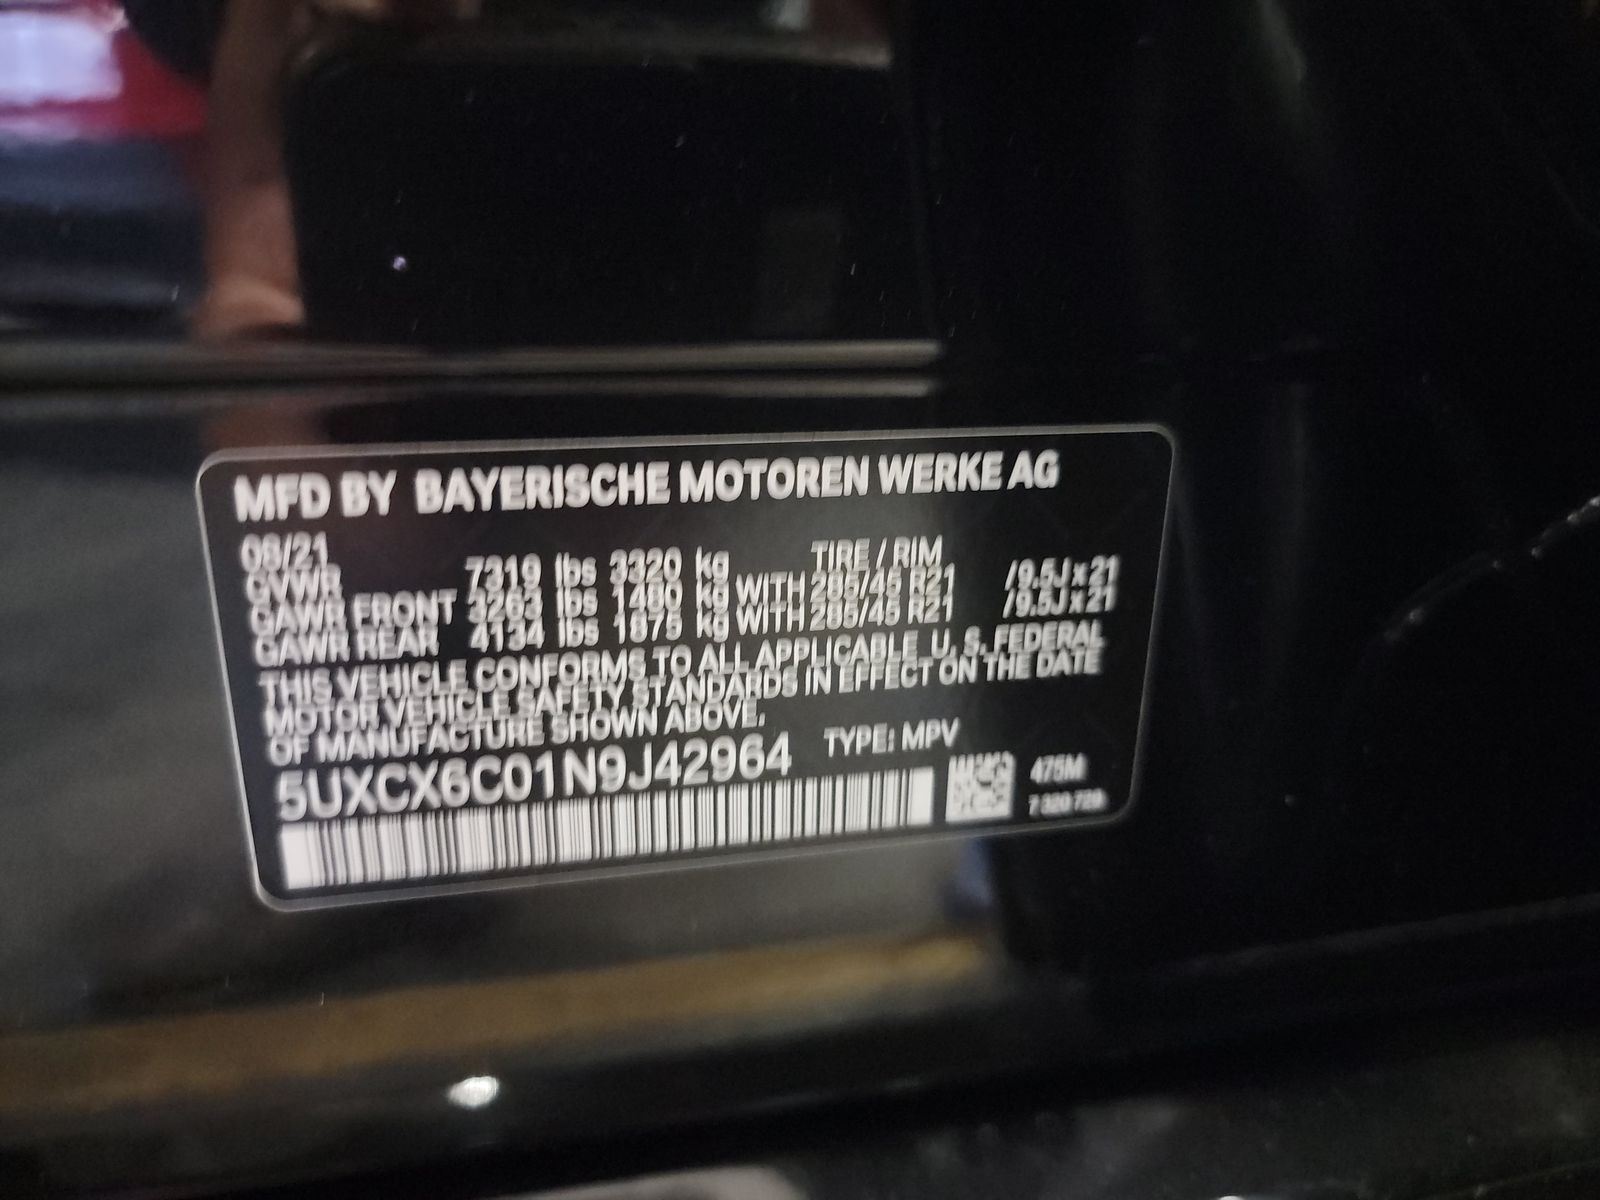 MFD BY BAYERISCHE MOTOREN WERKE AG
08/21 TIRE / RIM
GVWR 7319 lbs 3320 kg
GAWR FRONT 3263 lbs 1480 kg WITH 285/45 R21 /9.5J x 21
GAWR REAR 4134 lbs 1875 kg WITH 285/45 R21 /9.5J x 21
THIS VEHICLE CONFORMS TO ALL APPLICABLE U. S. FEDERAL
MOTOR VEHICLE SAFETY STANDARDS IN EFFECT ON THE DATE
OF MANUFACTURE SHOWN ABOVE.
5UXCX6C01N9J42964 TYPE: MPV
475M
7 320